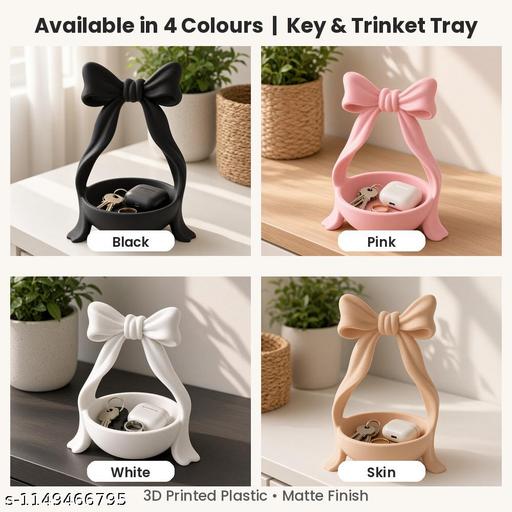 Available in 4 Colours | Key & Trinket Tray
Black
Pink
White
Skin
s-1149466795
3D Printed Plastic • Matte Finish